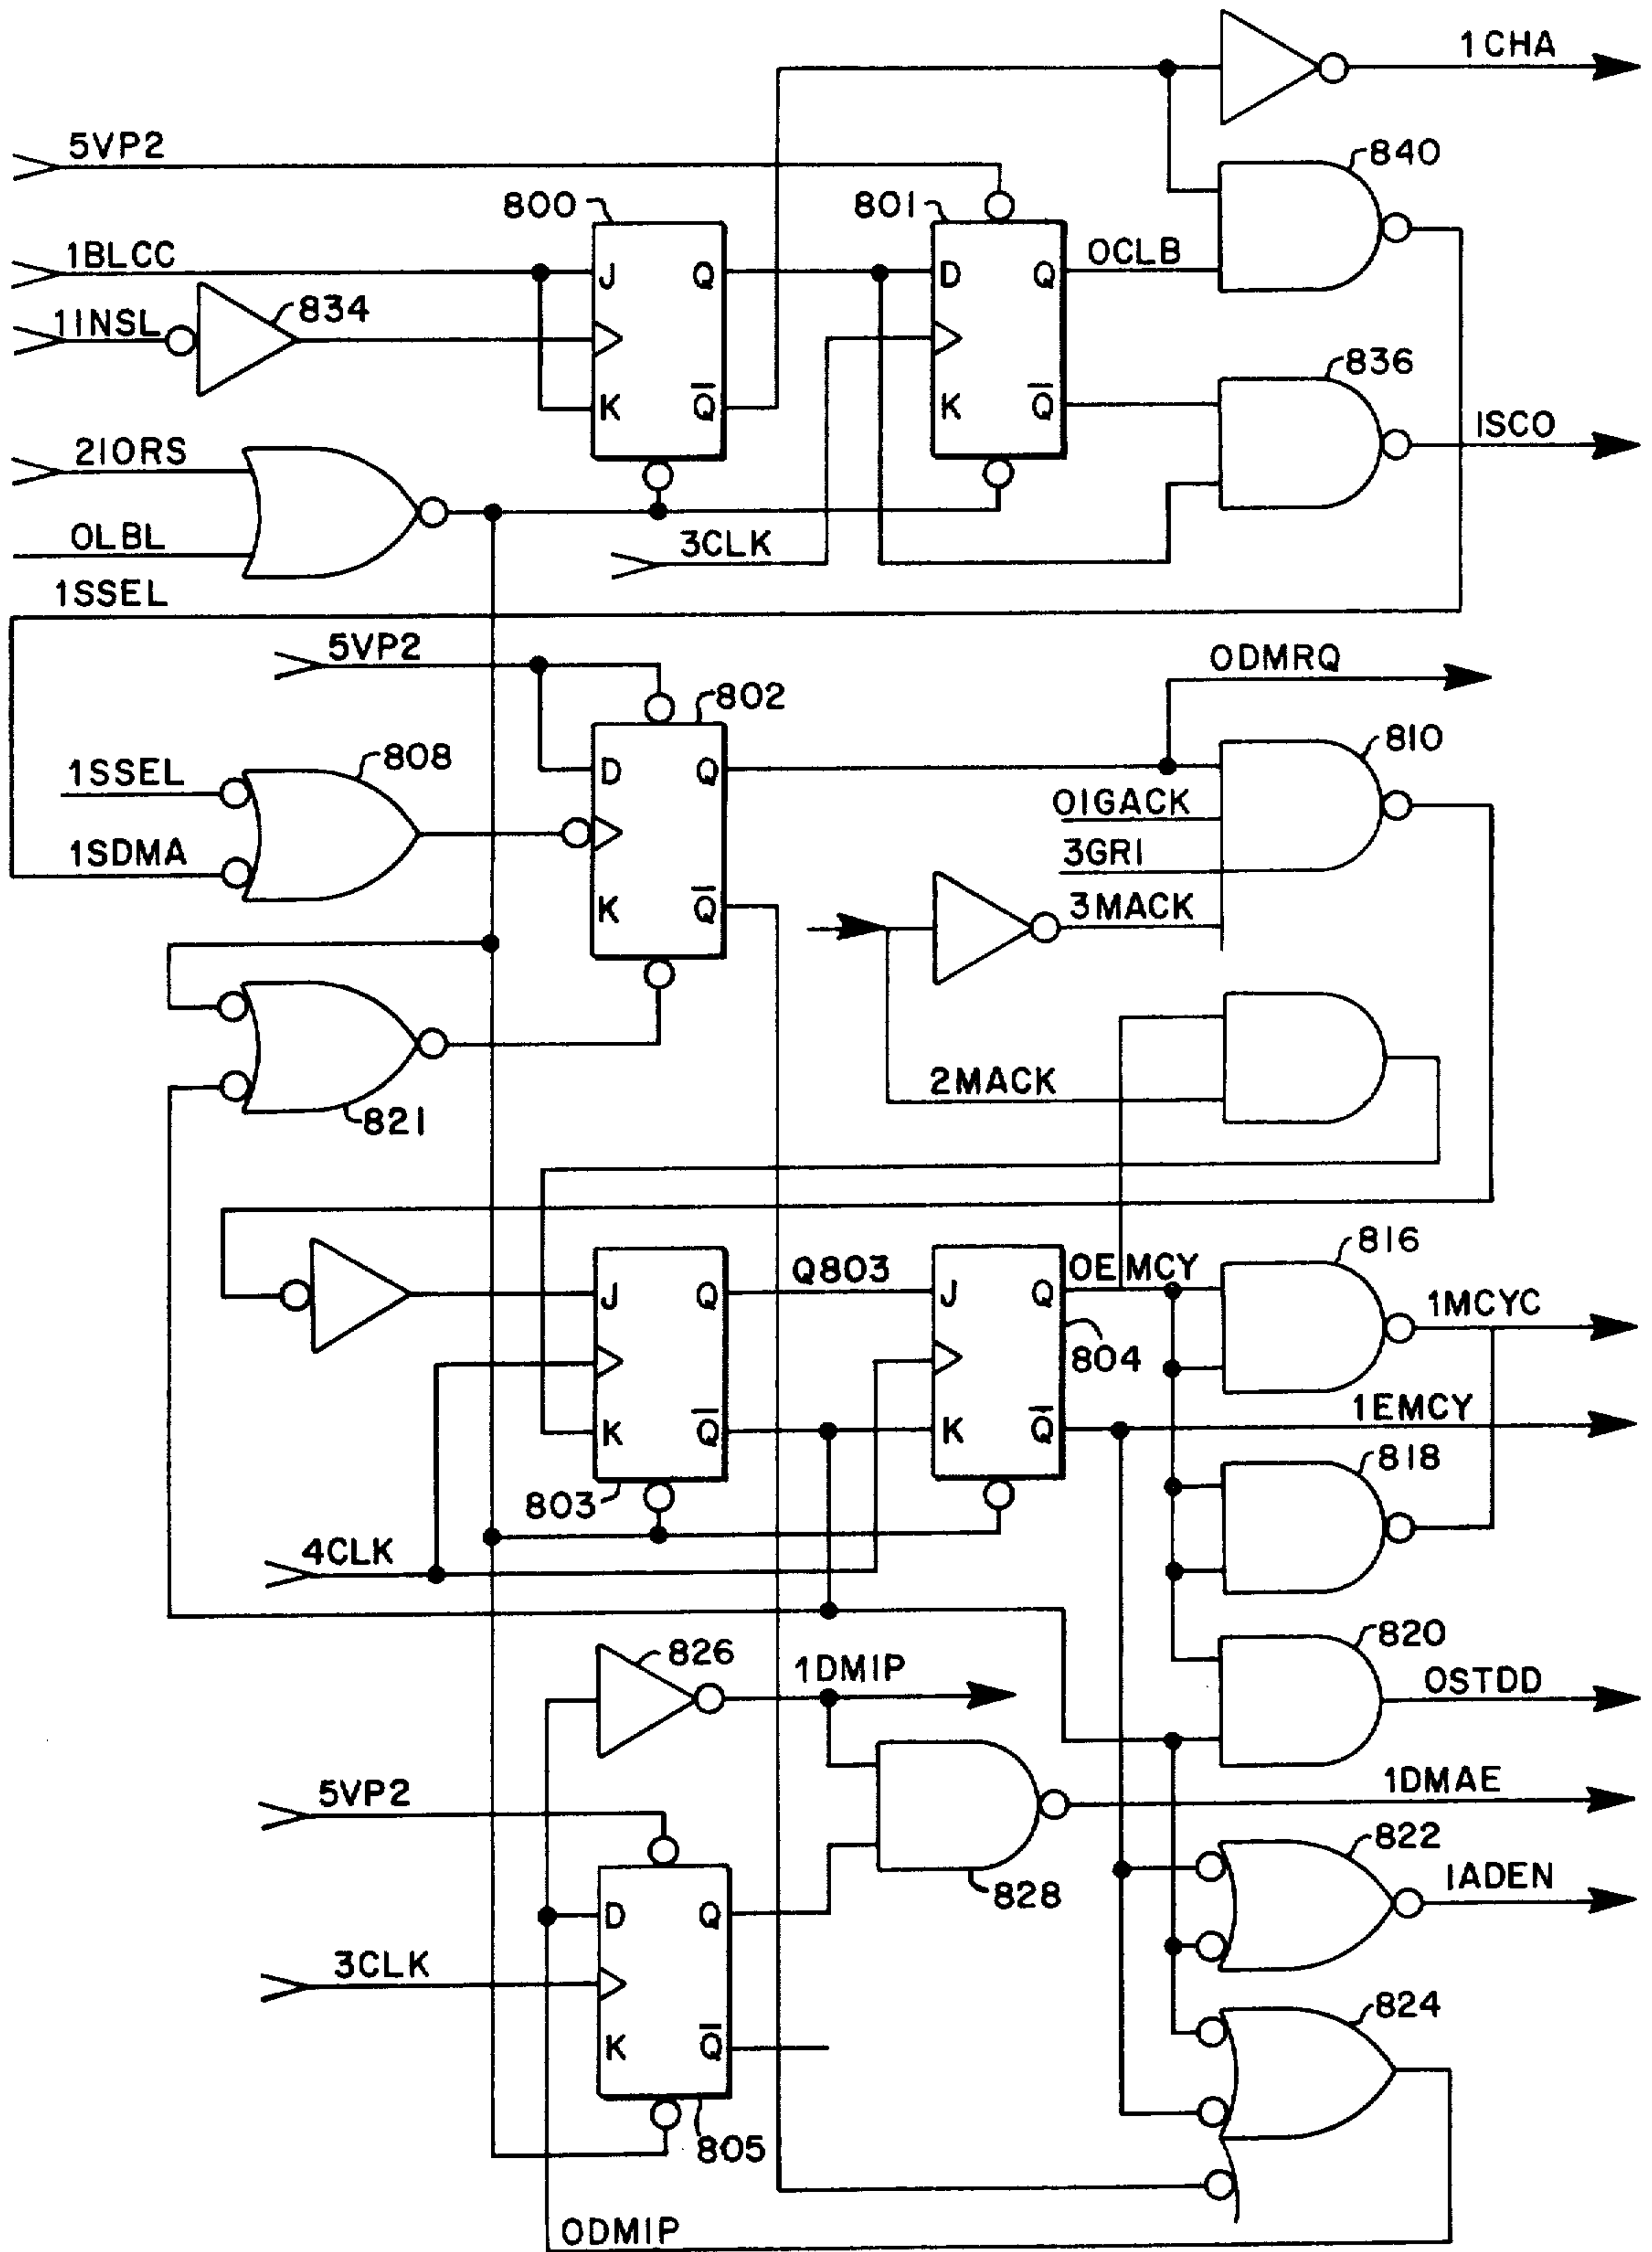 1CHA
5VP2
840
800
801
1BLCC
J
Q
D
Q
OCLB
1INSL
834
836
K
Q
K
Q
2IORS
ISCO
OLBL
3CLK
1SSEL
5VP2
ODMRQ
802
810
808
1SSEL
D
Q
OIGACK
1SDMA
3GRI
K
Q
3MACK
2MACK
821
816
Q803
OEMCY
J
Q
J
Q
1MCYC
804
1EMCY
K
Q
K
Q
818
803
4CLK
820
826
1DMIP
OSTDD
5VP2
1DMAE
822
828
IADEN
D
Q
3CLK
824
K
Q
805
ODMIP